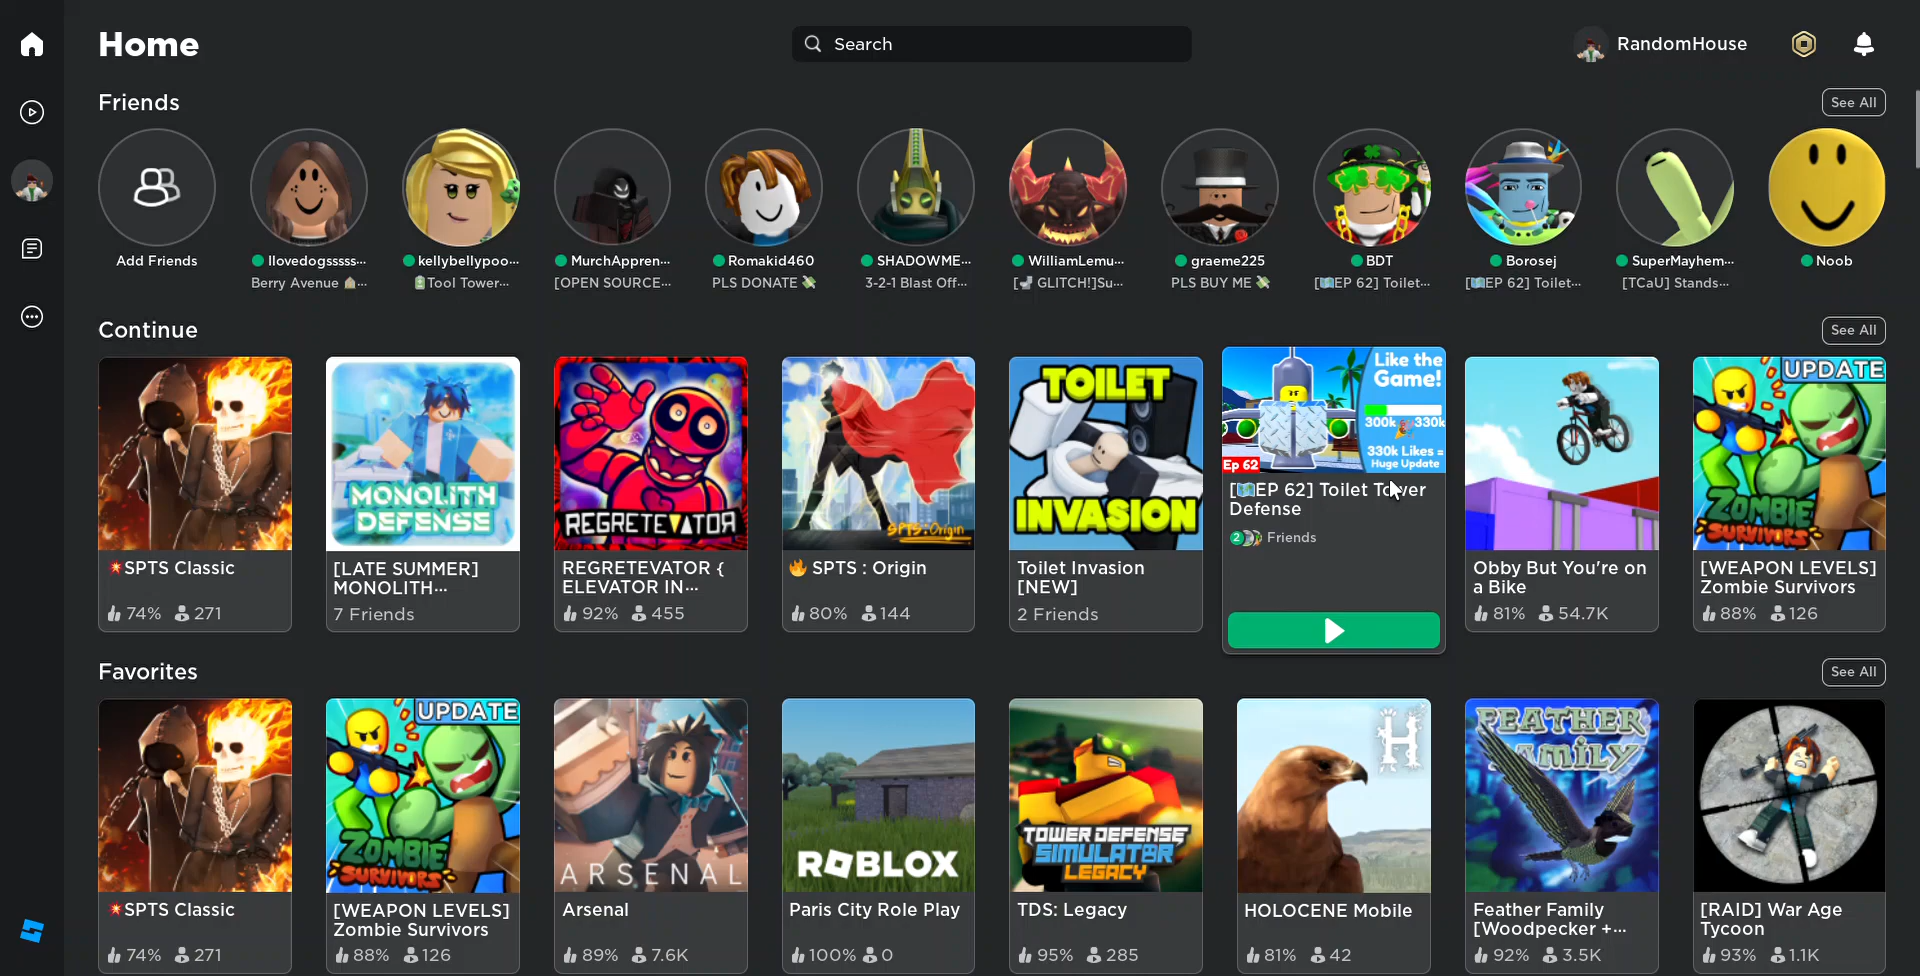 Home
Search
RandomHouse
Friends
See All
Add Friends
Ilovedogsssss...
kellybellypoo...
MurchAppren...
Romakid460
SHADOWME...
WilliamLemu...
graeme225
BDT
Borosej
SuperMayhem...
Noob
Berry Avenue 🏠...
🔋Tool Tower...
[OPEN SOURCE...
PLS DONATE 💸
3-2-1 Blast Off...
[🚽 GLITCH!]Su...
PLS BUY ME 💸
[🗺️EP 62] Toilet...
[🗺️EP 62] Toilet...
[TCaU] Stands...
Continue
See All
MONOLITH
DEFENSE
REGRETEVATOR
SPTS:Origin
TOILET
INVASION
Like the
Game!
300k🎉330k
330k Likes =
Huge Update
Ep 62
UPDATE
ZOMBIE
SURVIVORS
💥SPTS Classic
74% 271
[LATE SUMMER]
MONOLITH...
7 Friends
REGRETEVATOR {
ELEVATOR IN...
92% 455
🔥 SPTS : Origin
80% 144
Toilet Invasion
[NEW]
2 Friends
[🗺️EP 62] Toilet Tower
Defense
2 Friends
Obby But You're on
a Bike
81% 54.7K
[WEAPON LEVELS]
Zombie Survivors
88% 126
Favorites
See All
UPDATE
ZOMBIE
SURVIVORS
ARSENAL
ROBLOX
TOWER DEFENSE
SIMULATOR
LEGACY
H
FEATHER
FAMILY
💥SPTS Classic
74% 271
[WEAPON LEVELS]
Zombie Survivors
88% 126
Arsenal
89% 7.6K
Paris City Role Play
100% 0
TDS: Legacy
95% 285
HOLOCENE Mobile
81% 42
Feather Family
[Woodpecker +...
92% 3.5K
[RAID] War Age
Tycoon
93% 1.1K